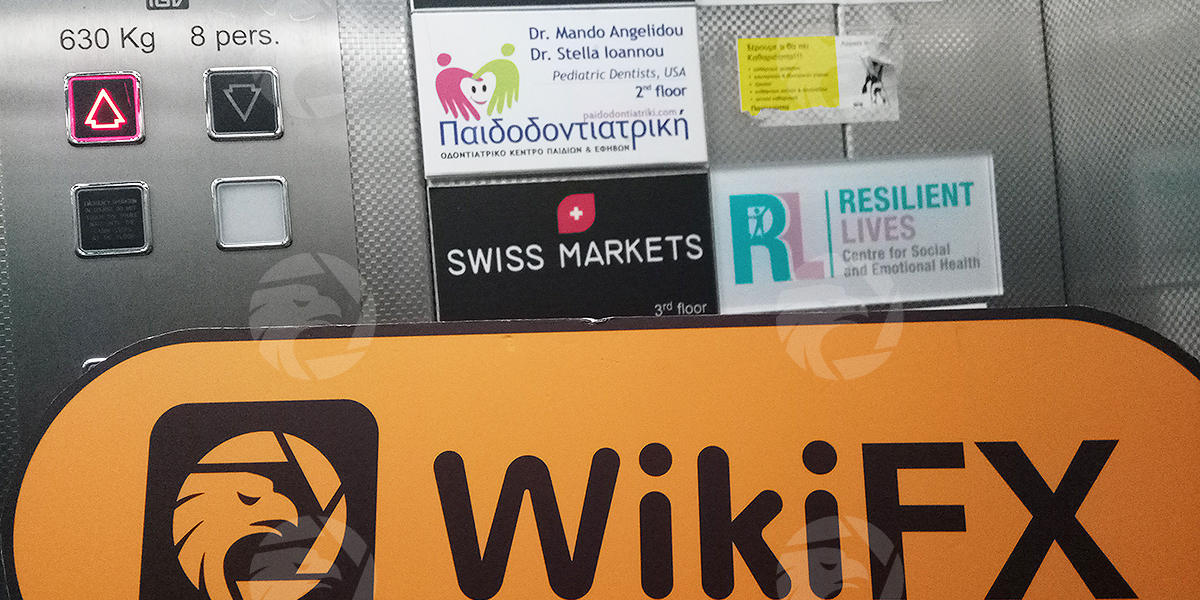 630 Kg 8 pers.
Dr. Mando Angelidou
Dr. Stella Ioannou
Pediatric Dentists, USA
2nd floor
paidodontiatriki.com
Παιδοδοντιατρική
ΟΔΟΝΤΙΑΤΡΙΚΟ ΚΕΝΤΡΟ ΠΑΙΔΙΩΝ & ΕΦΗΒΩΝ
SWISS MARKETS
3rd floor
RL
RESILIENT
LIVES
Centre for Social
and Emotional Health
WikiFX